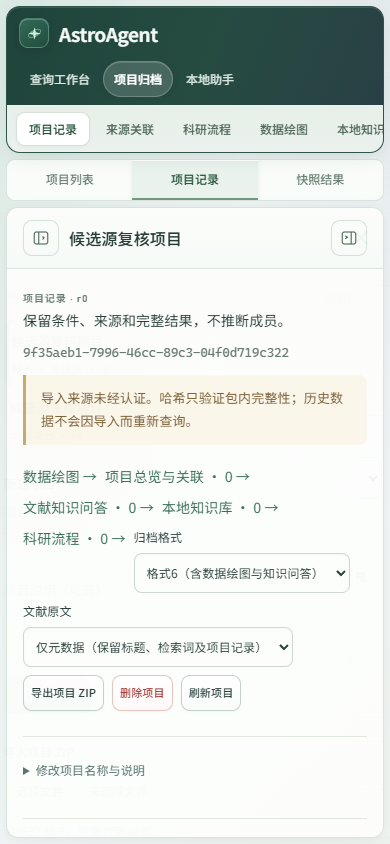 AstroAgent
查询工作台 项目归档 本地助手
项目记录 来源关联 科研流程 数据绘图 本地知识
项目列表 项目记录 快照结果
候选源复核项目
项目记录 · r0
保留条件、来源和完整结果，不推断成员。
9f35aeb1-7996-46cc-89c3-04f0d719c322
导入来源未经认证。哈希只验证包内完整性；历史数
据不会因导入而重新查询。
数据绘图 → 项目总览与关联 · 0 →
文献知识问答 · 0 → 本地知识库 · 0 →
科研流程 · 0 → 归档格式
格式6（含数据绘图与知识问答）
文献原文
仅元数据（保留标题、检索词及项目记录）
导出项目 ZIP 删除项目 刷新项目
▶ 修改项目名称与说明